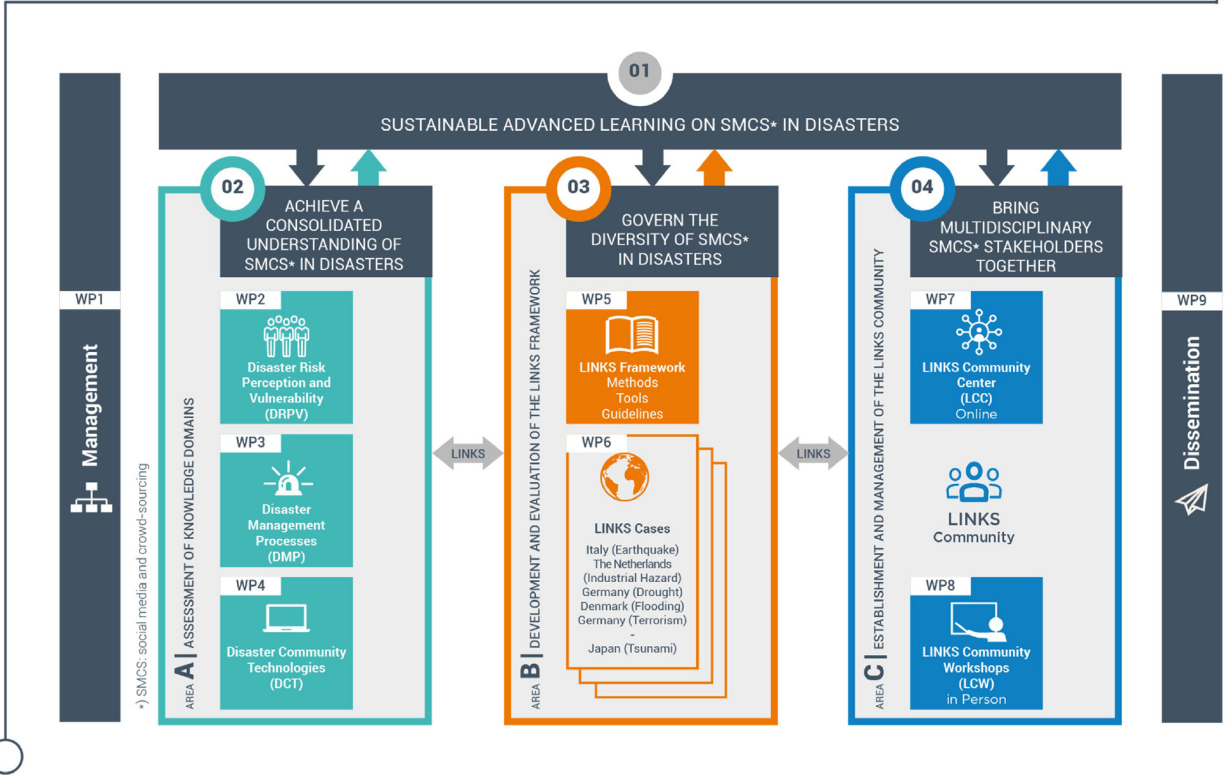 01
SUSTAINABLE ADVANCED LEARNING ON SMCS* IN DISASTERS
WP1
Management
*) SMCS: social media and crowd-sourcing
02
ACHIEVE A
CONSOLIDATED
UNDERSTANDING OF
SMCS* IN DISASTERS
AREA A | ASSESSMENT OF KNOWLEDGE DOMAINS
WP2
Disaster Risk
Perception and
Vulnerability
(DRPV)
WP3
Disaster
Management
Processes
(DMP)
WP4
Disaster Community
Technologies
(DCT)
LINKS
03
GOVERN THE
DIVERSITY OF SMCS*
IN DISASTERS
AREA B | DEVELOPMENT AND EVALUATION OF THE LINKS FRAMEWORK
WP5
LINKS Framework
Methods
Tools
Guidelines
WP6
LINKS Cases
Italy (Earthquake)
The Netherlands
(Industrial Hazard)
Germany (Drought)
Denmark (Flooding)
Germany (Terrorism)
-
Japan (Tsunami)
LINKS
04
BRING
MULTIDISCIPLINARY
SMCS* STAKEHOLDERS
TOGETHER
AREA C | ESTABLISHMENT AND MANAGEMENT OF THE LINKS COMMUNITY
WP7
LINKS Community
Center
(LCC)
Online
LINKS
Community
WP8
LINKS Community
Workshops
(LCW)
in Person
WP9
Dissemination